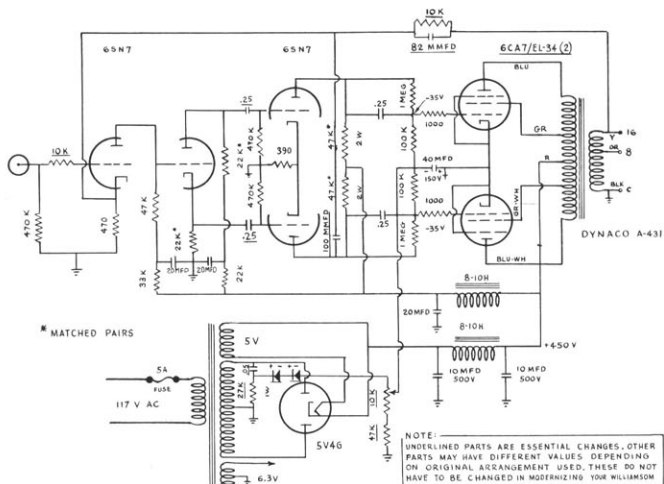 10K
82 MMFD
6SN7
6SN7
6CA7/EL-34 (2)
BLU
.25
.25
1 MEG
-35V
1000
GR
16
Y
OR
8
BLK
C
R
10K
470K
22K*
470K
390
47K*
2W
100K
40MFD
150V
47K
470K
470
22K*
20MFD
20MFD
.25
47K*
2W
100 MMFD
.25
100K
1 MEG
1000
-35V
GR-WH
BLU-WH
DYNACO A-431
33K
22K
8-10H
20MFD
8-10H
+450V
* MATCHED PAIRS
5V
5A
FUSE
117 V AC
.05
27K
1W
5V4G
10K
47K
10 MFD
500V
10 MFD
500V
6.3V
NOTE:
UNDERLINED PARTS ARE ESSENTIAL CHANGES. OTHER
PARTS MAY HAVE DIFFERENT VALUES DEPENDING
ON ORIGINAL ARRANGEMENT USED. THESE DO NOT
HAVE TO BE CHANGED IN MODERNIZING YOUR WILLIAMSON